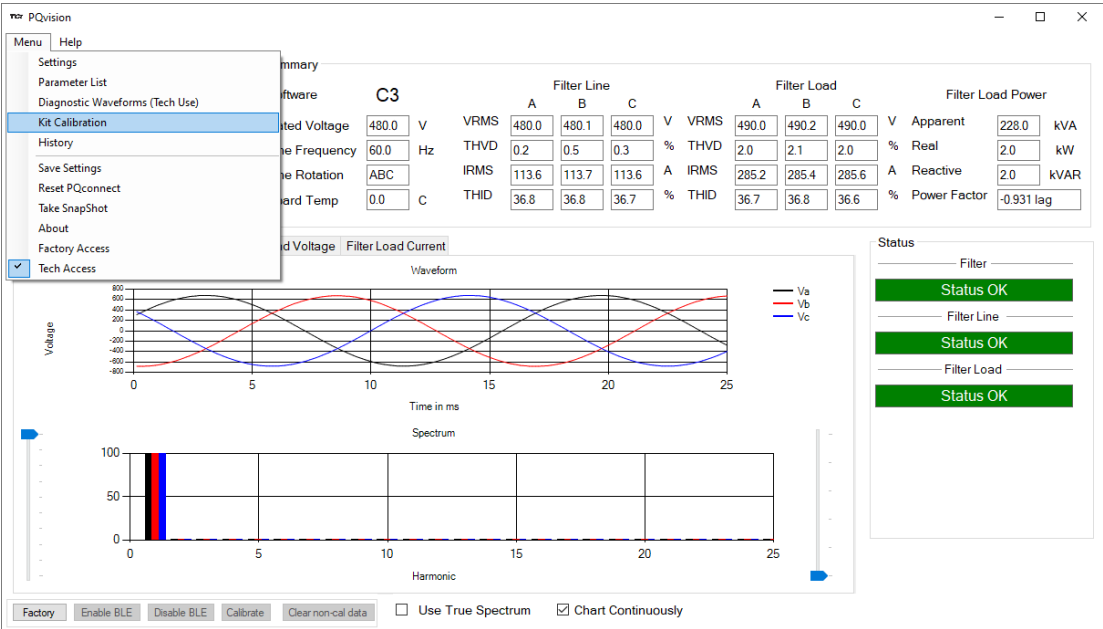 TCI PQvision
Menu Help
Settings
Parameter List
Diagnostic Waveforms (Tech Use)
Kit Calibration
History
Save Settings
Reset PQconnect
Take SnapShot
About
Factory Access
Tech Access
mmary
ftware C3
ated Voltage 480.0 V
ne Frequency 60.0 Hz
ne Rotation ABC
ard Temp 0.0 C
Filter Line
A B C
VRMS 480.0 480.1 480.0 V
THVD 0.2 0.5 0.3 %
IRMS 113.6 113.7 113.6 A
THID 36.8 36.8 36.7 %
Filter Load
A B C
VRMS 490.0 490.2 490.0 V
THVD 2.0 2.1 2.0 %
IRMS 285.2 285.4 285.6 A
THID 36.7 36.8 36.6 %
Filter Load Power
Apparent 228.0 kVA
Real 2.0 kW
Reactive 2.0 kVAR
Power Factor -0.931 lag
d Voltage Filter Load Current
Waveform
Voltage
800
600
400
200
0
-200
-400
-600
-800
0 5 10 15 20 25
Time in ms
Va
Vb
Vc
Spectrum
100
50
0
0 5 10 15 20 25
Harmonic
Status
Filter
Status OK
Filter Line
Status OK
Filter Load
Status OK
Factory Enable BLE Disable BLE Calibrate Clear non-cal data Use True Spectrum Chart Continuously